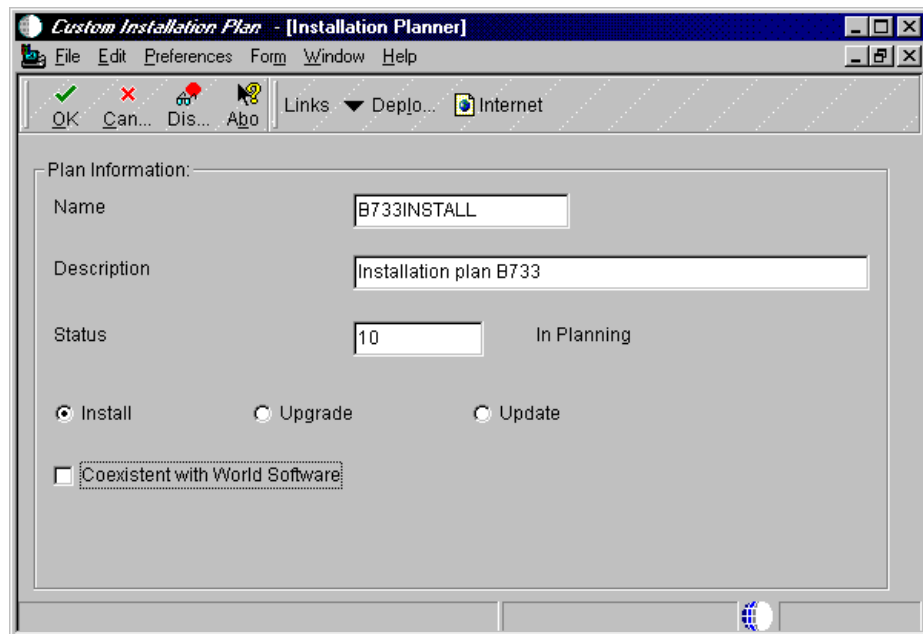 Custom Installation Plan - [Installation Planner]
File Edit Preferences Form Window Help
OK Can... Dis... Abo Links Deplo... Internet
Plan Information:
Name B733INSTALL
Description Installation plan B733
Status 10 In Planning
Install Upgrade Update
Coexistent with World Software